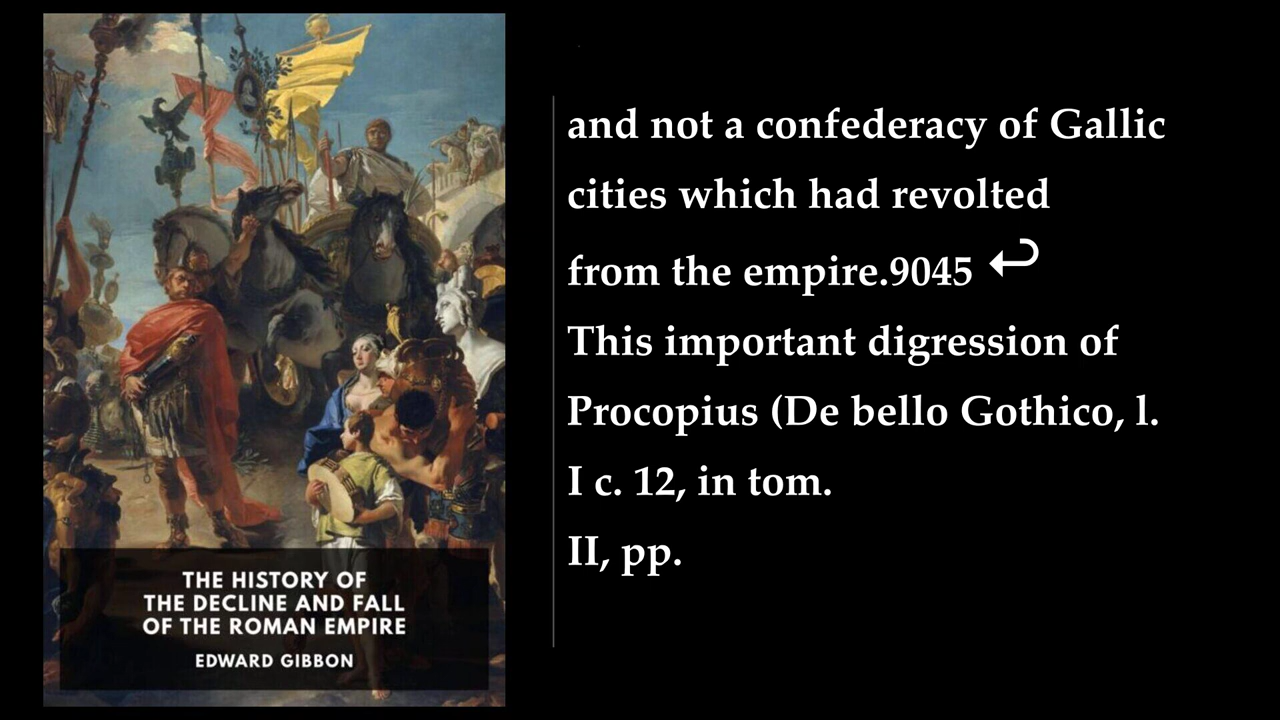 THE HISTORY OF
THE DECLINE AND FALL
OF THE ROMAN EMPIRE
EDWARD GIBBON
and not a confederacy of Gallic
cities which had revolted
from the empire.9045 ↩
This important digression of
Procopius (De bello Gothico, l.
I c. 12, in tom.
II, pp.